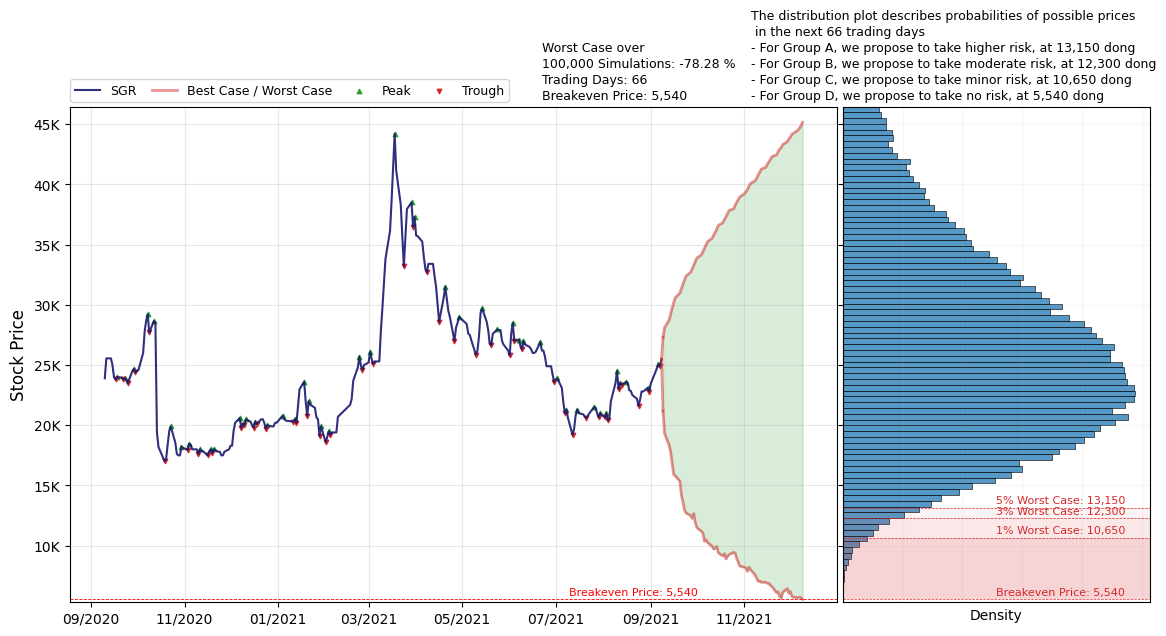 The distribution plot describes probabilities of possible prices
in the next 66 trading days
- For Group A, we propose to take higher risk, at 13,150 dong
- For Group B, we propose to take moderate risk, at 12,300 dong
- For Group C, we propose to take minor risk, at 10,650 dong
- For Group D, we propose to take no risk, at 5,540 dong
Worst Case over
100,000 Simulations: -78.28 %
Trading Days: 66
Breakeven Price: 5,540
SGR
Best Case / Worst Case
Peak
Trough
Stock Price
45K
40K
35K
30K
25K
20K
15K
10K
Breakeven Price: 5,540
09/2020
11/2020
01/2021
03/2021
05/2021
07/2021
09/2021
11/2021
5% Worst Case: 13,150
3% Worst Case: 12,300
1% Worst Case: 10,650
Breakeven Price: 5,540
Density